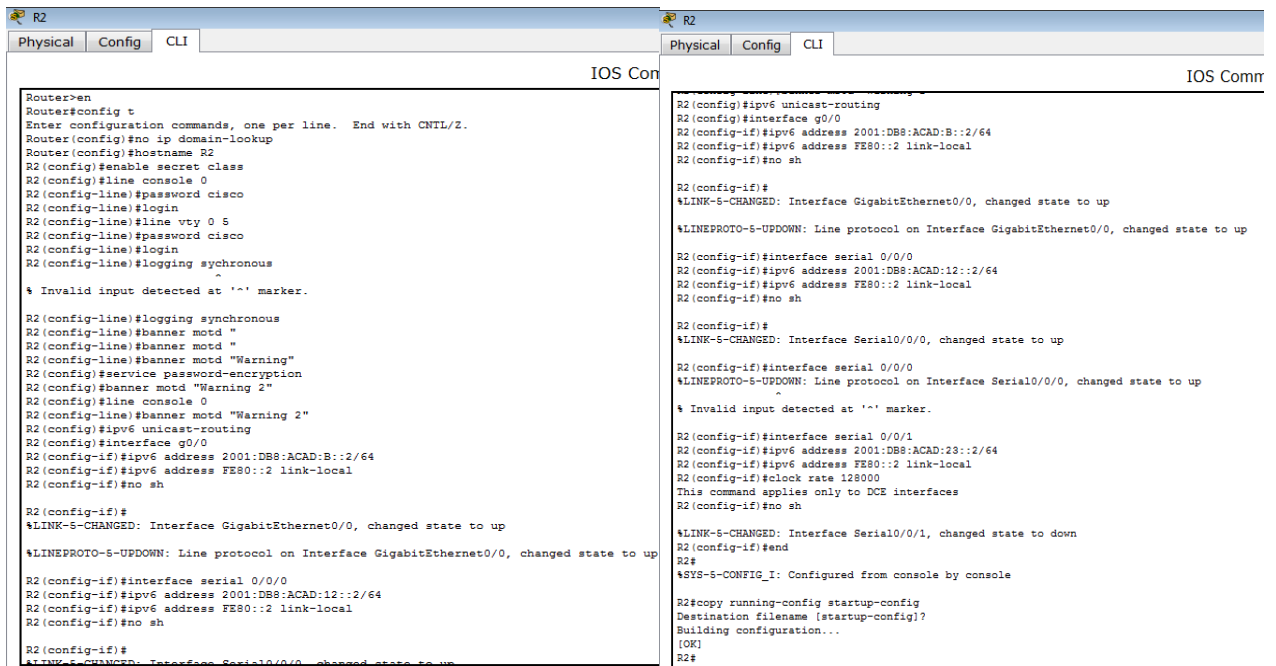 R2
Physical Config CLI
IOS Com
Router>en
Router#config t
Enter configuration commands, one per line.  End with CNTL/Z.
Router(config)#no ip domain-lookup
Router(config)#hostname R2
R2(config)#enable secret class
R2(config)#line console 0
R2(config-line)#password cisco
R2(config-line)#login
R2(config-line)#line vty 0 5
R2(config-line)#password cisco
R2(config-line)#login
R2(config-line)#logging sychronous
^
% Invalid input detected at '^' marker.
R2(config-line)#logging synchronous
R2(config-line)#banner motd "
R2(config-line)#banner motd "
R2(config-line)#banner motd "Warning"
R2(config)#service password-encryption
R2(config)#banner motd "Warning 2"
R2(config)#line console 0
R2(config-line)#banner motd "Warning 2"
R2(config)#ipv6 unicast-routing
R2(config)#interface g0/0
R2(config-if)#ipv6 address 2001:DB8:ACAD:B::2/64
R2(config-if)#ipv6 address FE80::2 link-local
R2(config-if)#no sh
R2(config-if)#
%LINK-5-CHANGED: Interface GigabitEthernet0/0, changed state to up
%LINEPROTO-5-UPDOWN: Line protocol on Interface GigabitEthernet0/0, changed state to up
R2(config-if)#interface serial 0/0/0
R2(config-if)#ipv6 address 2001:DB8:ACAD:12::2/64
R2(config-if)#ipv6 address FE80::2 link-local
R2(config-if)#no sh
R2(config-if)#
%LINK-5-CHANGED: Interface Serial0/0/0, changed state to up
R2
Physical Config CLI
IOS Comm
R2(config)#ipv6 unicast-routing
R2(config)#interface g0/0
R2(config-if)#ipv6 address 2001:DB8:ACAD:B::2/64
R2(config-if)#ipv6 address FE80::2 link-local
R2(config-if)#no sh
R2(config-if)#
%LINK-5-CHANGED: Interface GigabitEthernet0/0, changed state to up
%LINEPROTO-5-UPDOWN: Line protocol on Interface GigabitEthernet0/0, changed state to up
R2(config-if)#interface serial 0/0/0
R2(config-if)#ipv6 address 2001:DB8:ACAD:12::2/64
R2(config-if)#ipv6 address FE80::2 link-local
R2(config-if)#no sh
R2(config-if)#
%LINK-5-CHANGED: Interface Serial0/0/0, changed state to up
R2(config-if)#interface serial 0/0/0
%LINEPROTO-5-UPDOWN: Line protocol on Interface Serial0/0/0, changed state to up
^
% Invalid input detected at '^' marker.
R2(config-if)#interface serial 0/0/1
R2(config-if)#ipv6 address 2001:DB8:ACAD:23::2/64
R2(config-if)#ipv6 address FE80::2 link-local
R2(config-if)#clock rate 128000
This command applies only to DCE interfaces
R2(config-if)#no sh
%LINK-5-CHANGED: Interface Serial0/0/1, changed state to down
R2(config-if)#end
R2#
%SYS-5-CONFIG_I: Configured from console by console
R2#copy running-config startup-config
Destination filename [startup-config]?
Building configuration...
[OK]
R2#